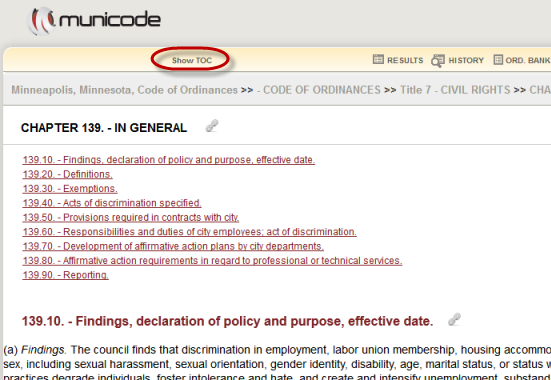 municode
Show TOC
RESULTS HISTORY ORD. BANK
Minneapolis, Minnesota, Code of Ordinances >> - CODE OF ORDINANCES >> Title 7 - CIVIL RIGHTS >> CHA
CHAPTER 139. - IN GENERAL
139.10. - Findings, declaration of policy and purpose, effective date.
139.20. - Definitions.
139.30. - Exemptions.
139.40. - Acts of discrimination specified.
139.50. - Provisions required in contracts with city.
139.60. - Responsibilities and duties of city employees; act of discrimination.
139.70. - Development of affirmative action plans by city departments.
139.80. - Affirmative action requirements in regard to professional or technical services.
139.90. - Reporting.
139.10. - Findings, declaration of policy and purpose, effective date.
(a) Findings. The council finds that discrimination in employment, labor union membership, housing accommo
sex, including sexual harassment, sexual orientation, gender identity, disability, age, marital status, or status w
practices degrade individuals, foster intolerance and hate, and create and intensify unemployment, substand